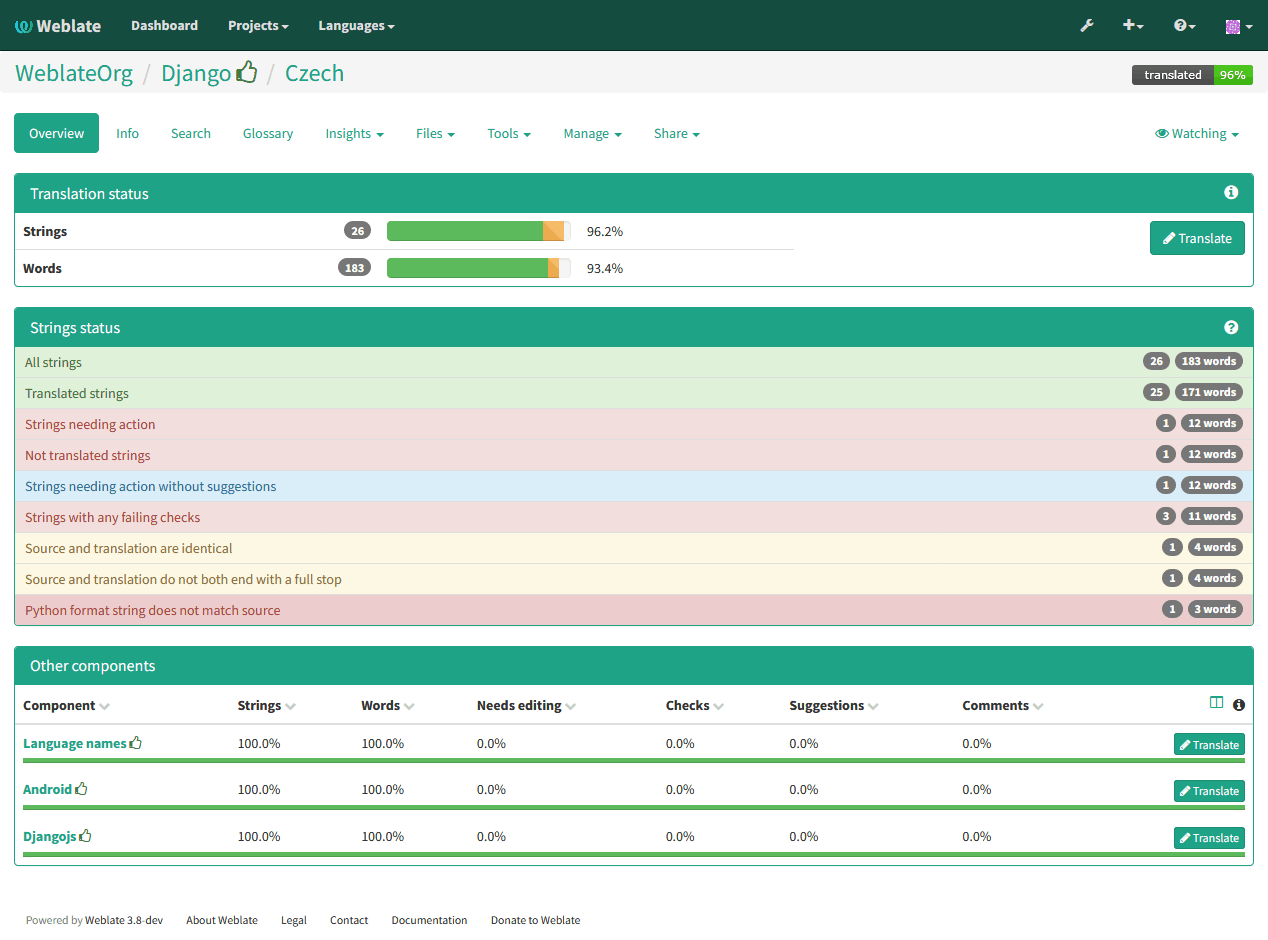 Weblate Dashboard Projects Languages
WeblateOrg / Django / Czech translated 96%
Overview Info Search Glossary Insights Files Tools Manage Share Watching
Translation status
Strings 26 96.2% Translate
Words 183 93.4%
Strings status
All strings 26 183 words
Translated strings 25 171 words
Strings needing action 1 12 words
Not translated strings 1 12 words
Strings needing action without suggestions 1 12 words
Strings with any failing checks 3 11 words
Source and translation are identical 1 4 words
Source and translation do not both end with a full stop 1 4 words
Python format string does not match source 1 3 words
Other components
Component Strings Words Needs editing Checks Suggestions Comments
Language names 100.0% 100.0% 0.0% 0.0% 0.0% 0.0% Translate
Android 100.0% 100.0% 0.0% 0.0% 0.0% 0.0% Translate
Djangojs 100.0% 100.0% 0.0% 0.0% 0.0% 0.0% Translate
Powered by Weblate 3.8-dev About Weblate Legal Contact Documentation Donate to Weblate